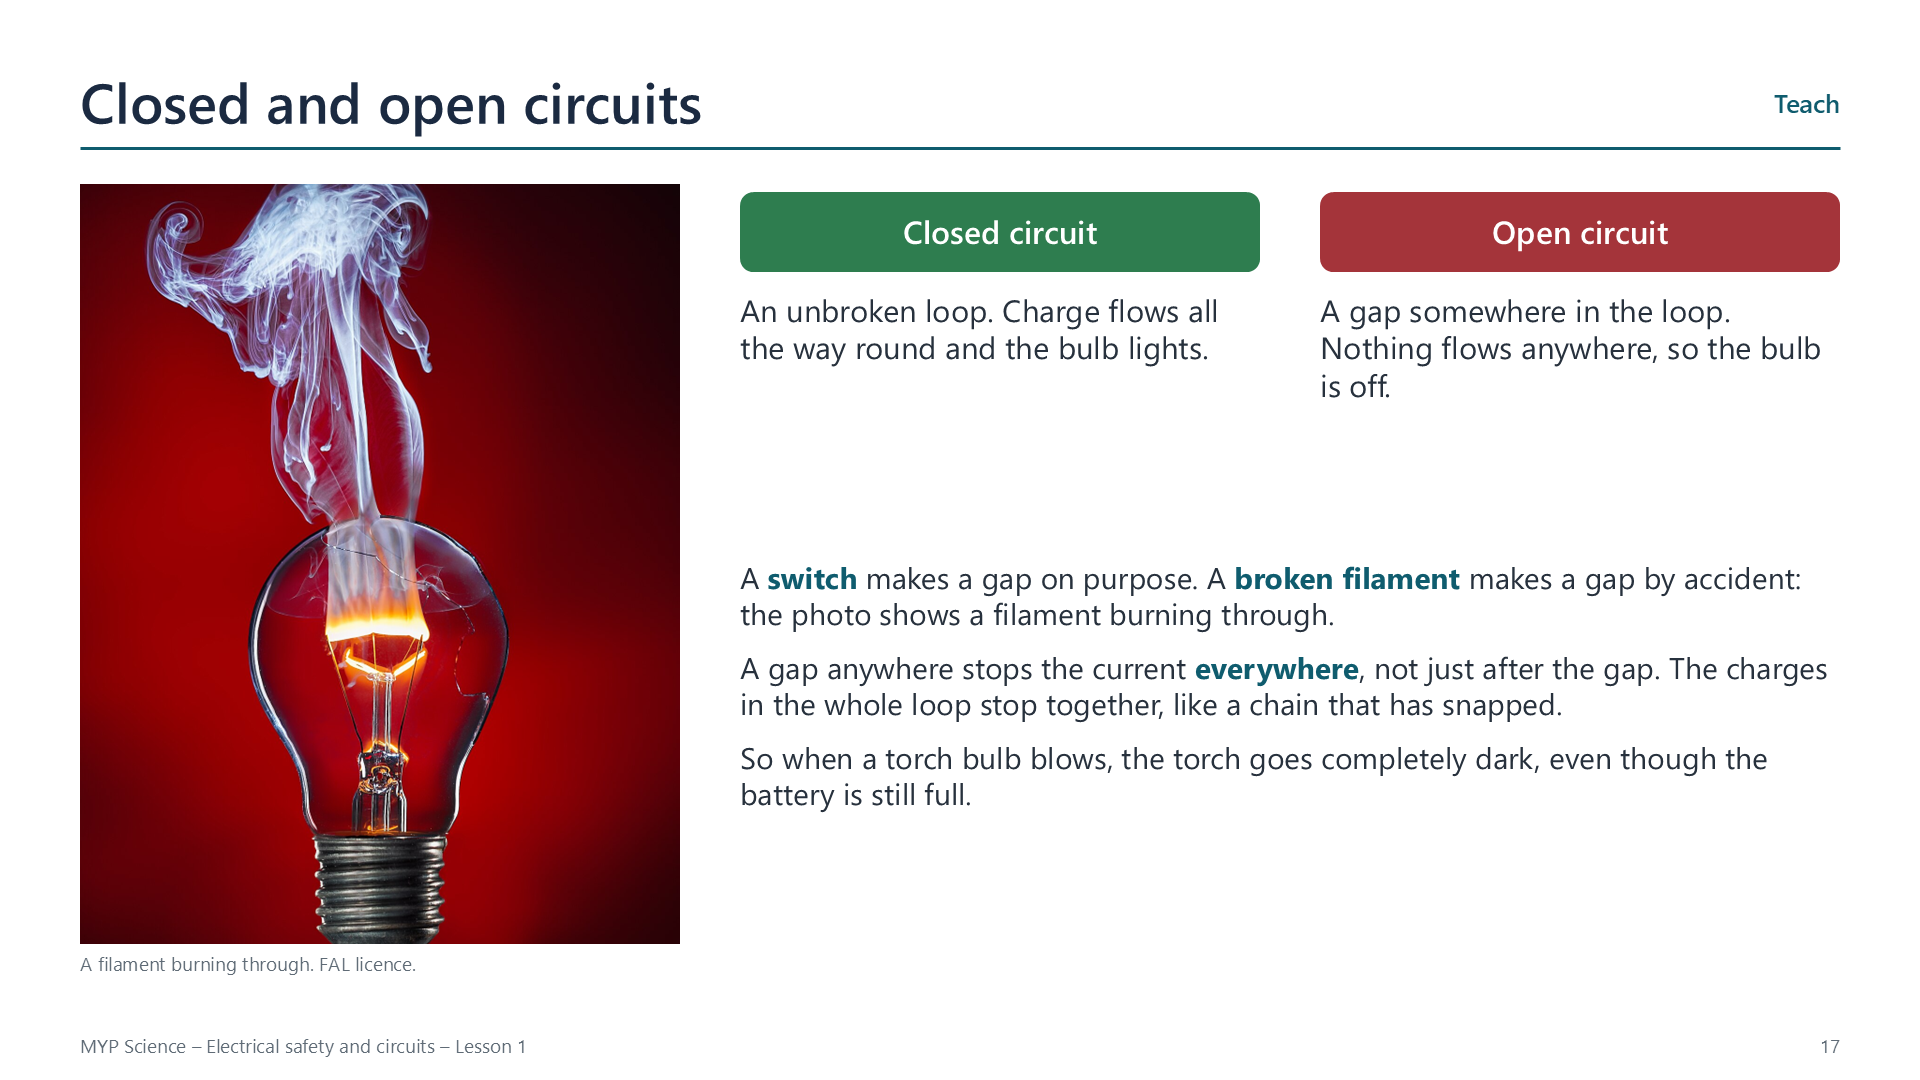 Closed and open circuits
Teach
Closed circuit
An unbroken loop. Charge flows all
the way round and the bulb lights.
Open circuit
A gap somewhere in the loop.
Nothing flows anywhere, so the bulb
is off.
A switch makes a gap on purpose. A broken filament makes a gap by accident:
the photo shows a filament burning through.
A gap anywhere stops the current everywhere, not just after the gap. The charges
in the whole loop stop together, like a chain that has snapped.
So when a torch bulb blows, the torch goes completely dark, even though the
battery is still full.
A filament burning through. FAL licence.
MYP Science – Electrical safety and circuits – Lesson 1
17